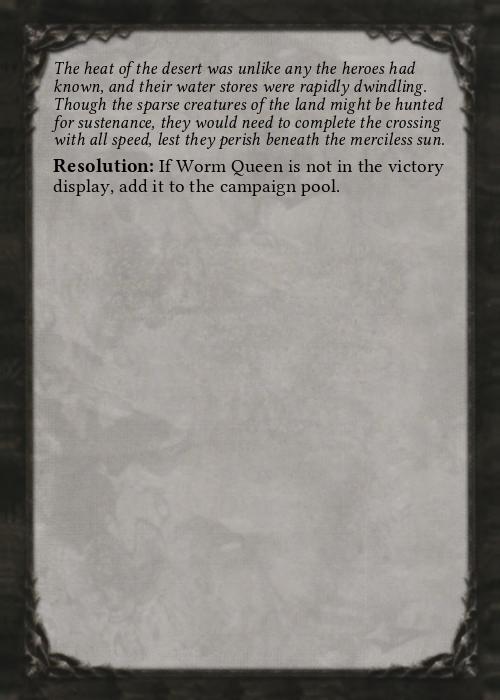 The heat of the desert was unlike any the heroes had
known, and their water stores were rapidly dwindling.
Though the sparse creatures of the land might be hunted
for sustenance, they would need to complete the crossing
with all speed, lest they perish beneath the merciless sun.
Resolution: If Worm Queen is not in the victory
display, add it to the campaign pool.